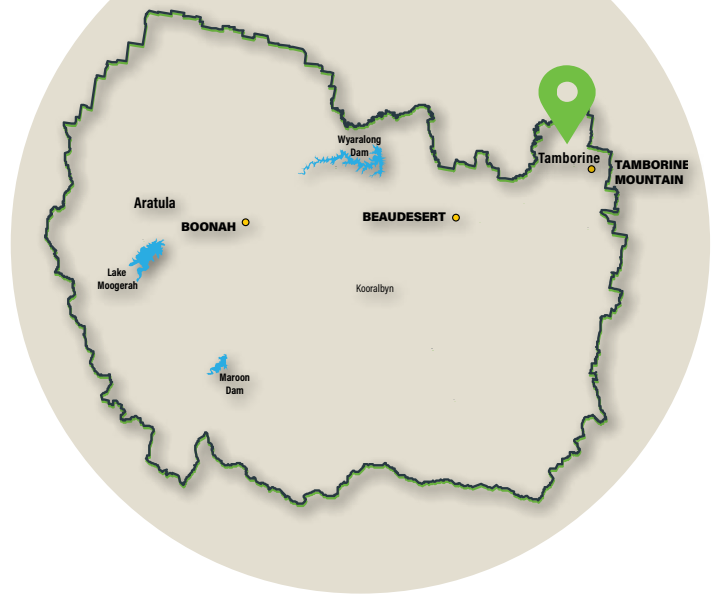 Wyaralong
Dam
Tamborine
TAMBORINE
MOUNTAIN
Aratula
BOONAH
BEAUDESERT
Lake
Moogerah
Kooralbyn
Maroon
Dam